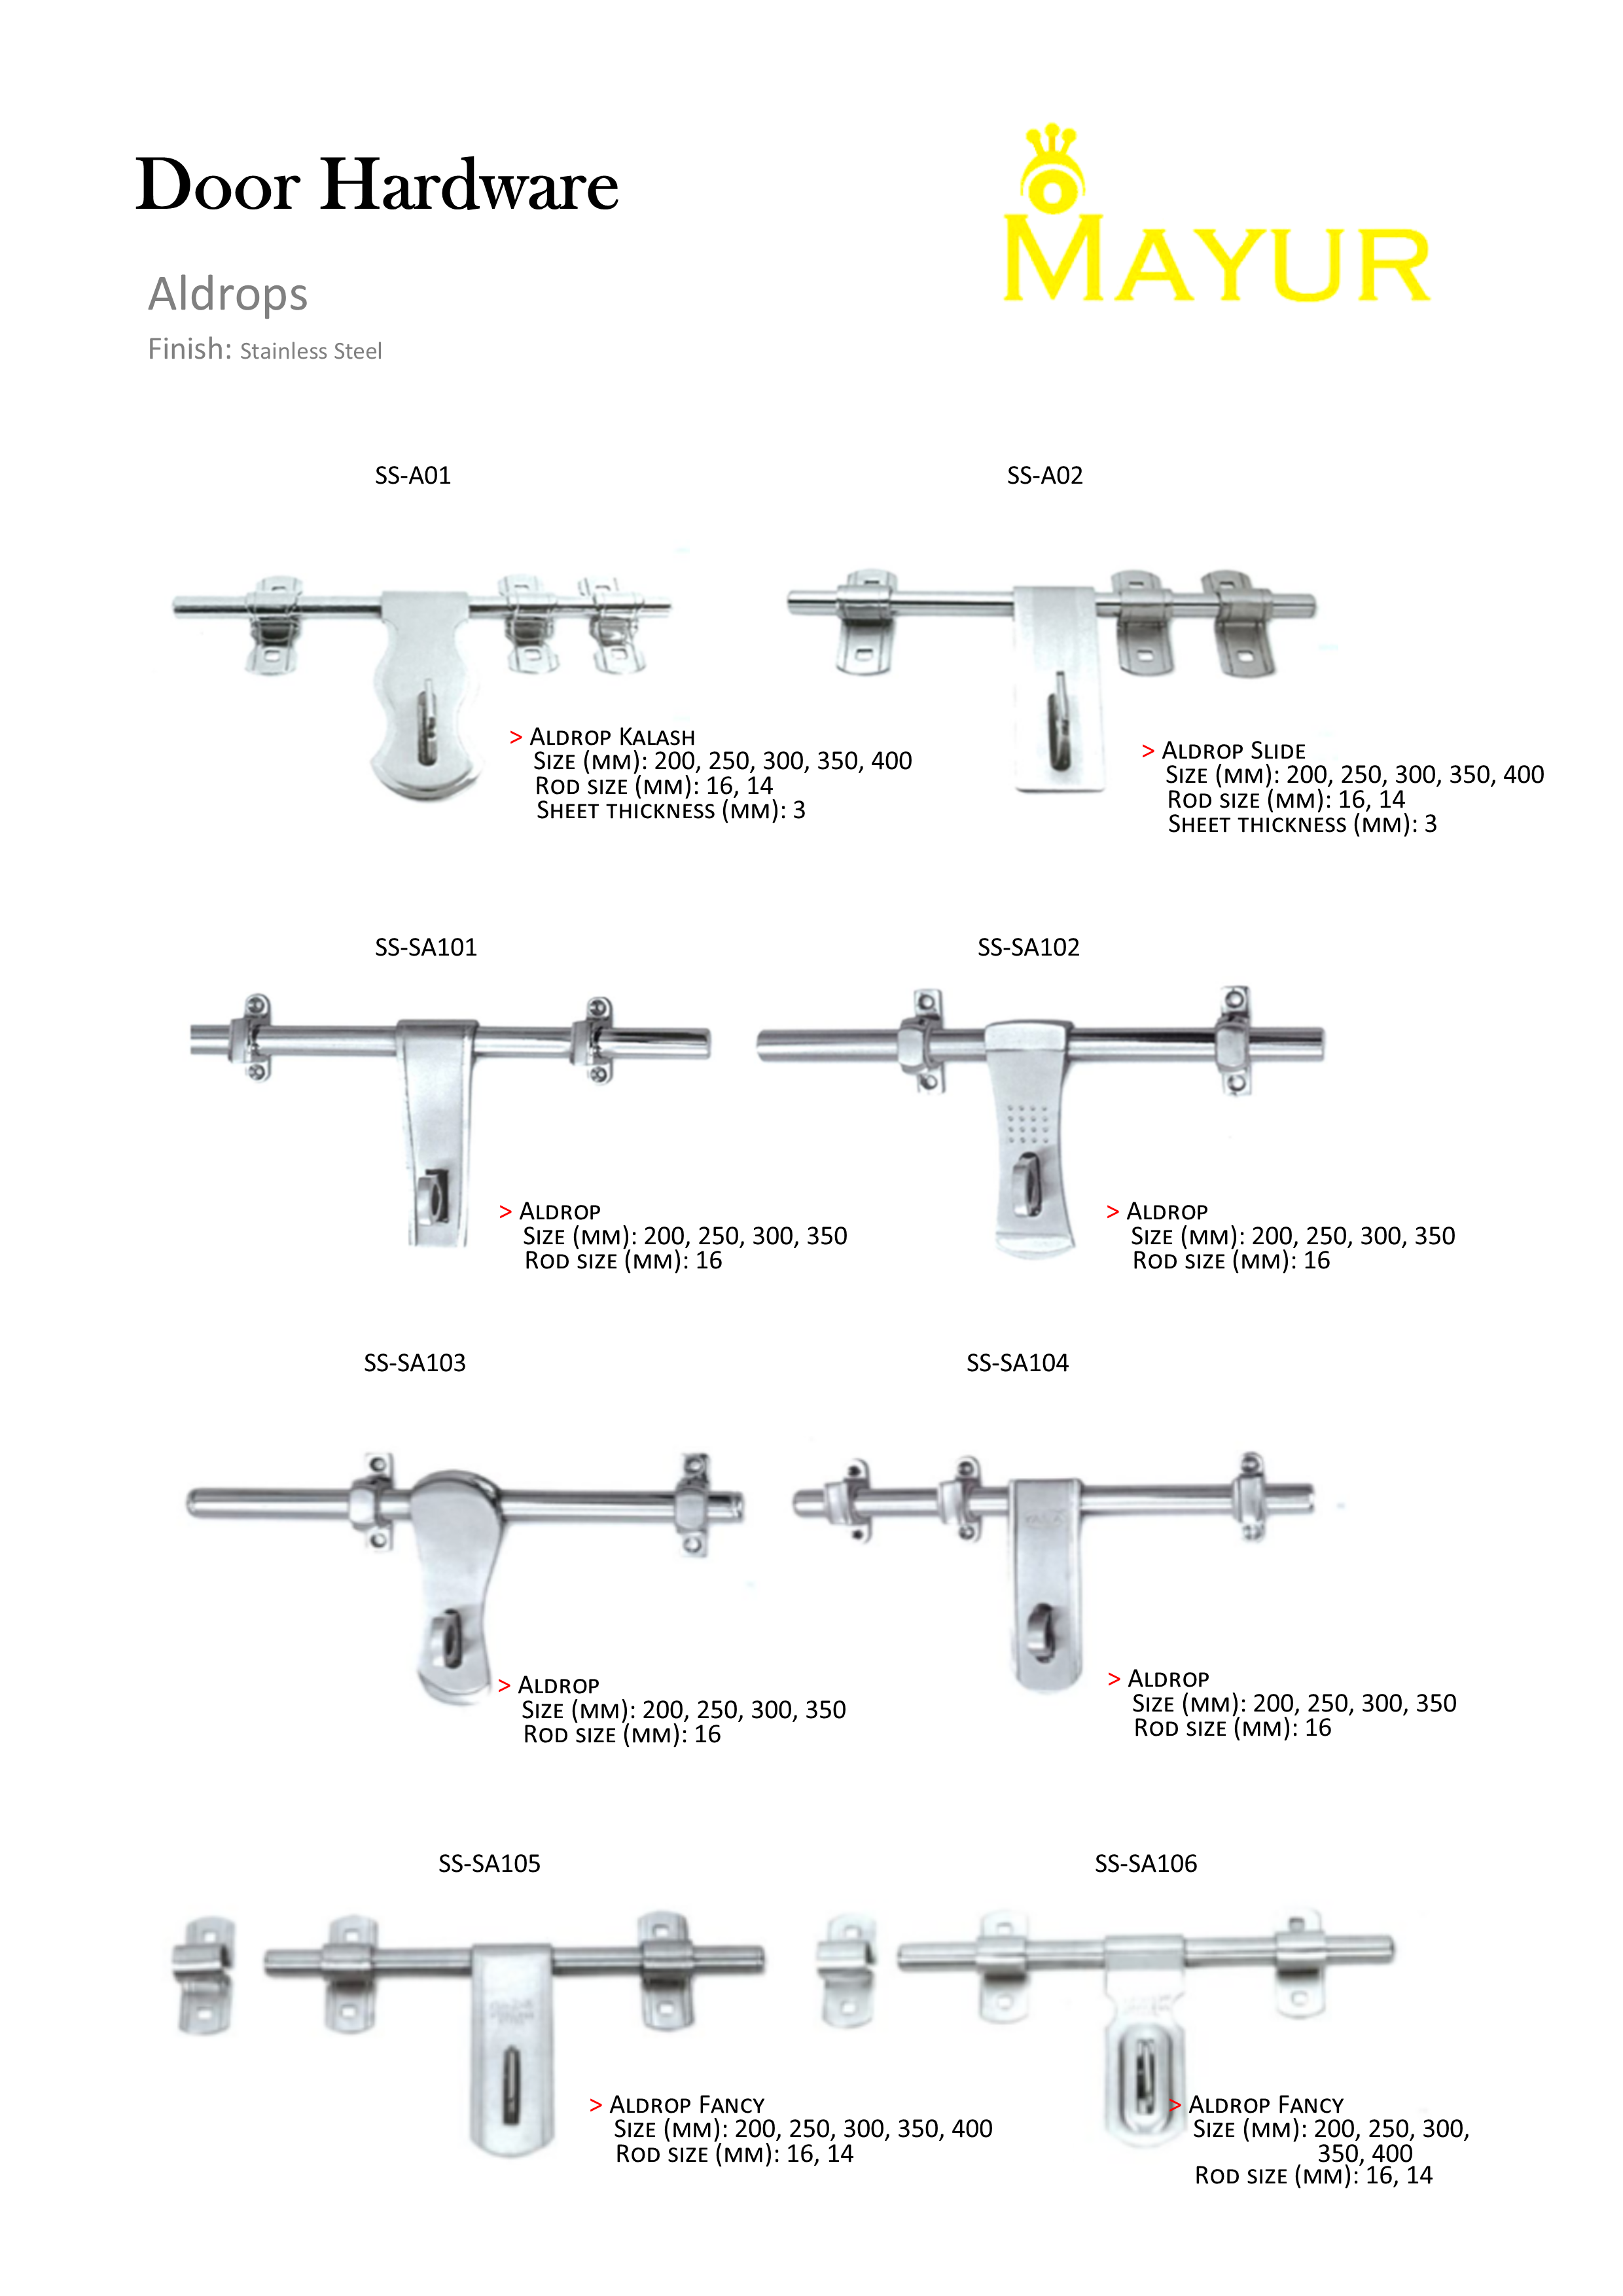 Door Hardware
MAYUR
Aldrops
Finish: Stainless Steel
SS-A01
SS-A02
> Aldrop Kalash
Size (mm): 200, 250, 300, 350, 400
Rod size (mm): 16, 14
Sheet thickness (mm): 3
> Aldrop Slide
Size (mm): 200, 250, 300, 350, 400
Rod size (mm): 16, 14
Sheet thickness (mm): 3
SS-SA101
SS-SA102
> Aldrop
Size (mm): 200, 250, 300, 350
Rod size (mm): 16
> Aldrop
Size (mm): 200, 250, 300, 350
Rod size (mm): 16
SS-SA103
SS-SA104
> Aldrop
Size (mm): 200, 250, 300, 350
Rod size (mm): 16
> Aldrop
Size (mm): 200, 250, 300, 350
Rod size (mm): 16
SS-SA105
SS-SA106
> Aldrop Fancy
Size (mm): 200, 250, 300, 350, 400
Rod size (mm): 16, 14
> Aldrop Fancy
Size (mm): 200, 250, 300,
350, 400
Rod size (mm): 16, 14